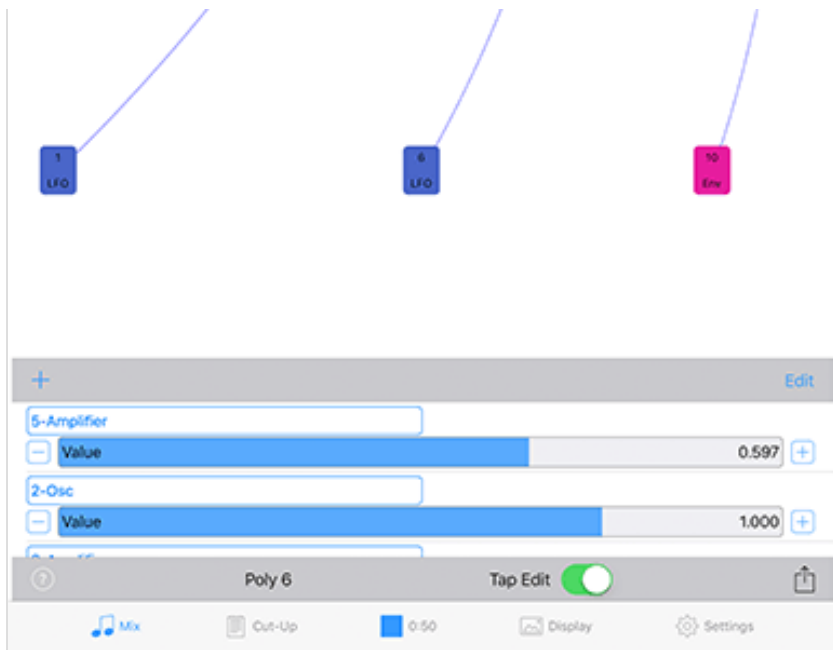 1
LFO
6
LFO
10
Env
+ Edit
5-Amplifier
Value 0.597
2-Osc
Value 1.000
? Poly 6 Tap Edit
Mix Cut-Up 0:50 Display Settings